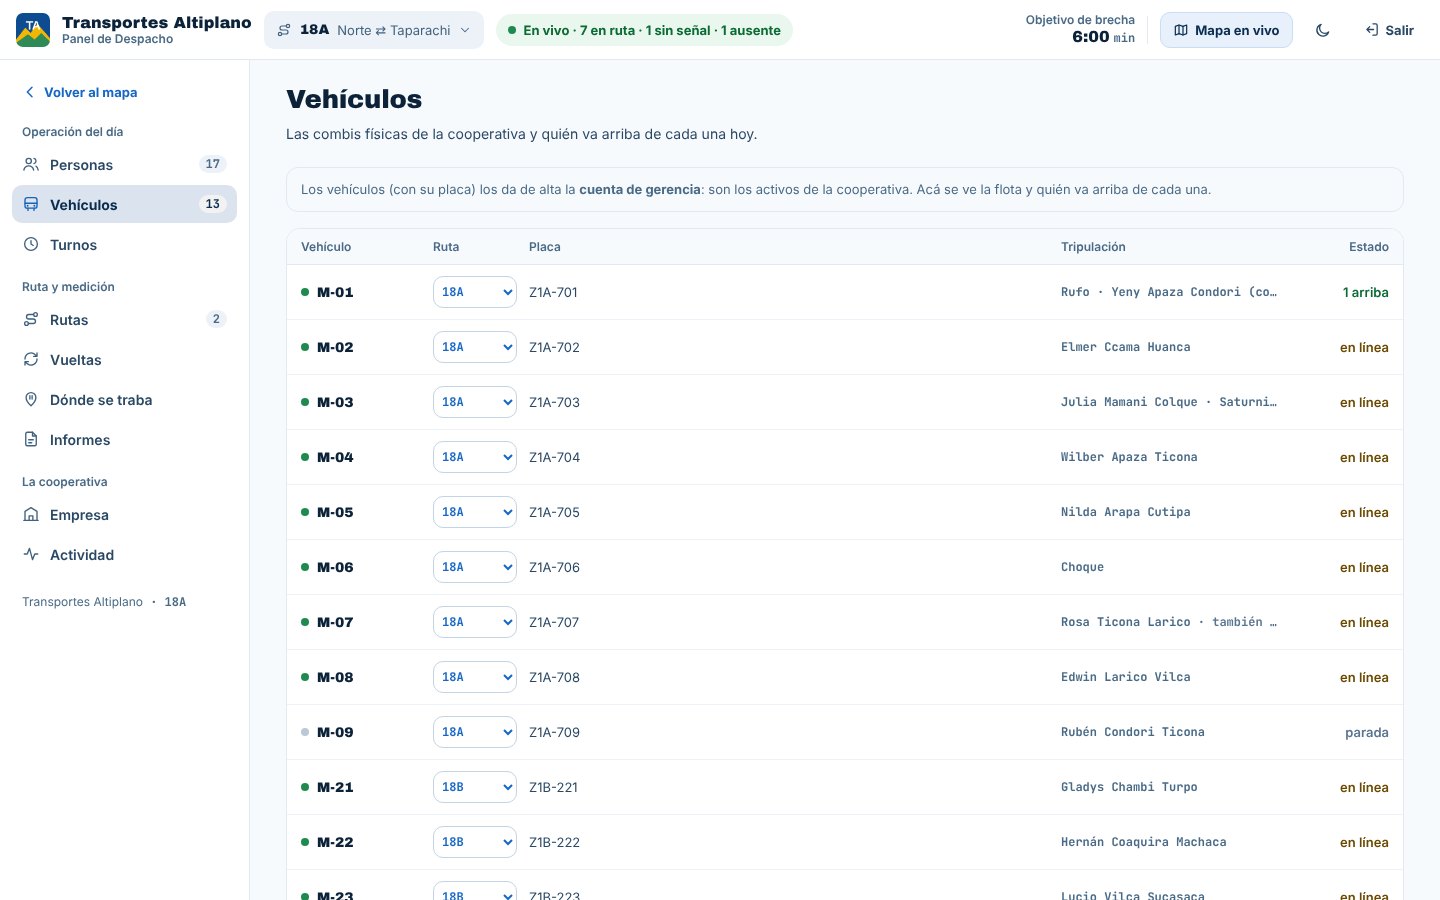 TA
Transportes Altiplano
Panel de Despacho
18A Norte ⇄ Taparachi
En vivo · 7 en ruta · 1 sin señal · 1 ausente
Objetivo de brecha
6:00 min
Mapa en vivo
Salir
Volver al mapa
Operación del día
Personas 17
Vehículos 13
Turnos
Ruta y medición
Rutas 2
Vueltas
Dónde se traba
Informes
La cooperativa
Empresa
Actividad
Transportes Altiplano · 18A
Vehículos
Las combis físicas de la cooperativa y quién va arriba de cada una hoy.
Los vehículos (con su placa) los da de alta la cuenta de gerencia: son los activos de la cooperativa. Acá se ve la flota y quién va arriba de cada una.
Vehículo Ruta Placa Tripulación Estado
M-01 18A Z1A-701 Rufo · Yeny Apaza Condori (co… 1 arriba
M-02 18A Z1A-702 Elmer Ccama Huanca en línea
M-03 18A Z1A-703 Julia Mamani Colque · Saturni… en línea
M-04 18A Z1A-704 Wilber Apaza Ticona en línea
M-05 18A Z1A-705 Nilda Arapa Cutipa en línea
M-06 18A Z1A-706 Choque en línea
M-07 18A Z1A-707 Rosa Ticona Larico · también … en línea
M-08 18A Z1A-708 Edwin Larico Vilca en línea
M-09 18A Z1A-709 Rubén Condori Ticona parada
M-21 18B Z1B-221 Gladys Chambi Turpo en línea
M-22 18B Z1B-222 Hernán Coaquira Machaca en línea
M-23 18B Z1B-223 Lucio Vilca Sucasaca en línea